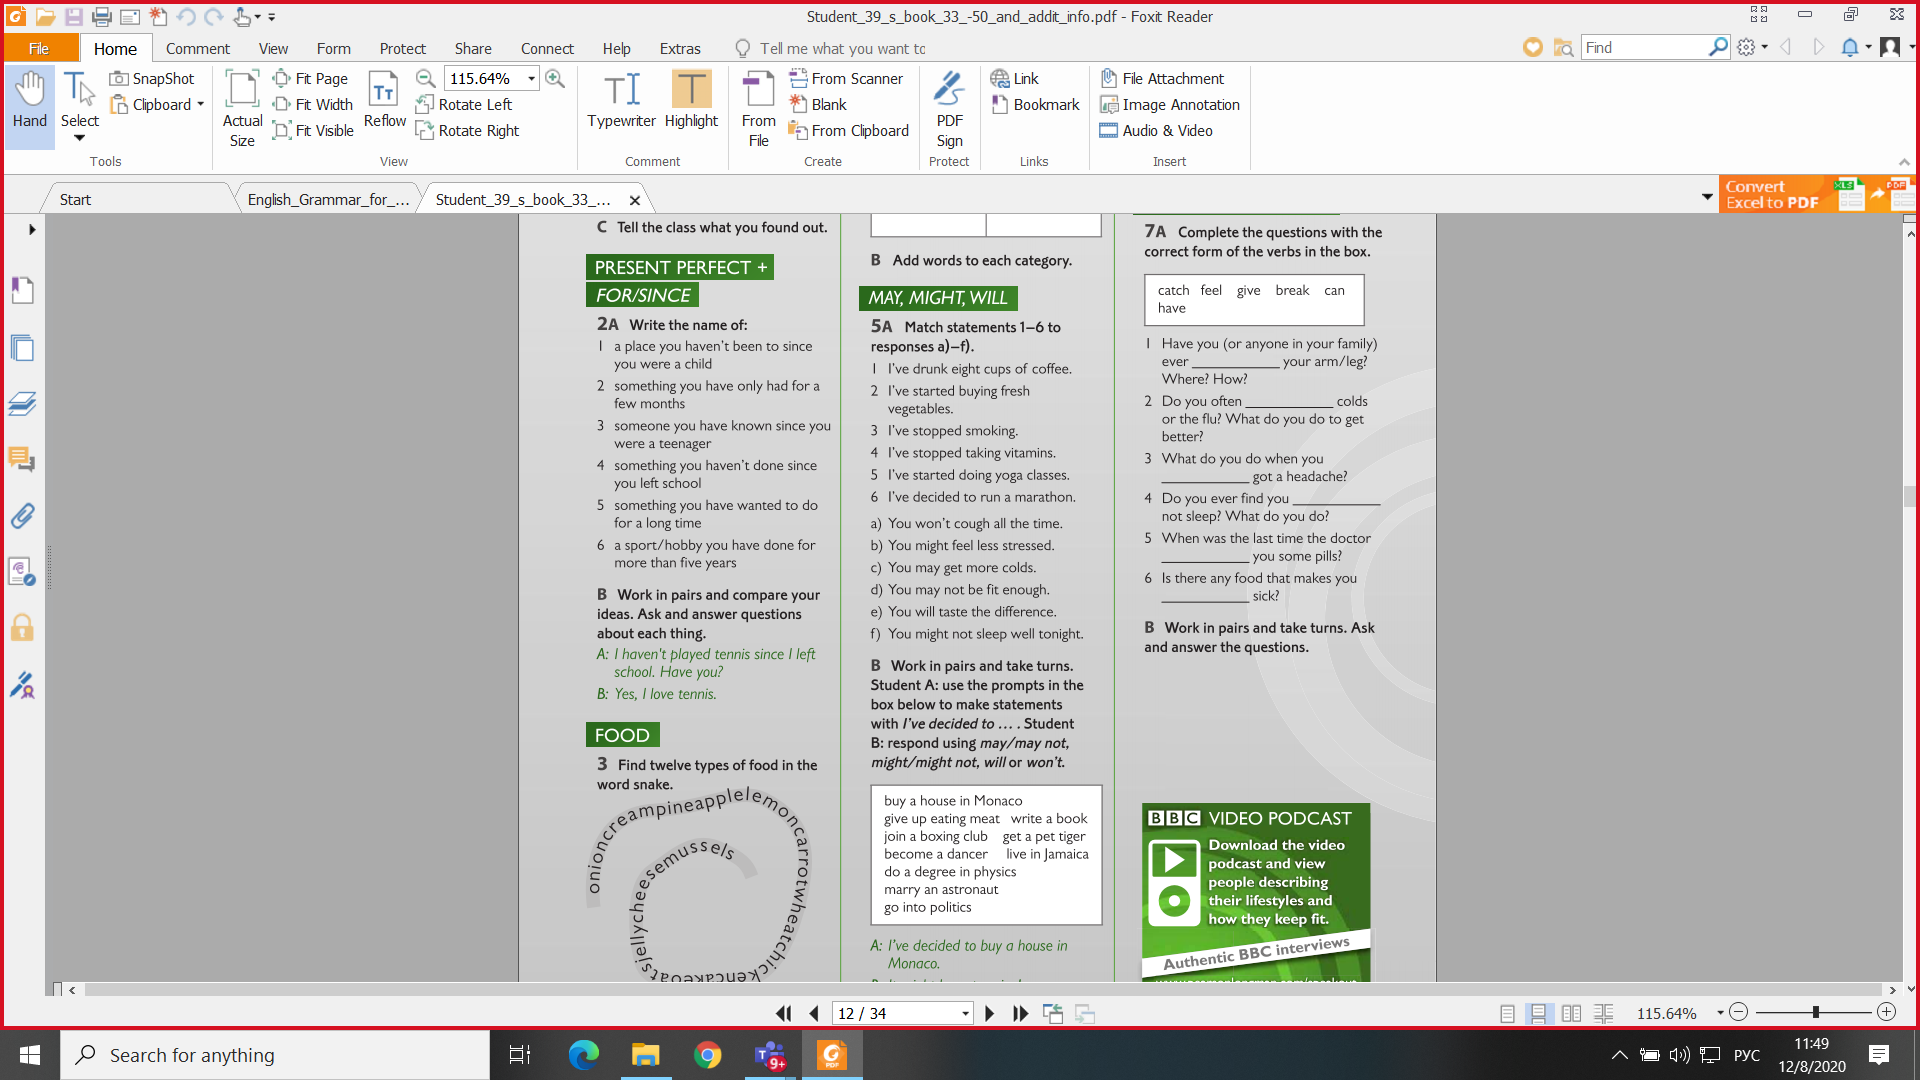 Student_39_s_book_33_-50_and_addit_info.pdf - Foxit Reader
File
Home
Comment
View
Form
Protect
Share
Connect
Help
Extras
Tell me what you want to
Find
Hand
Select
SnapShot
Clipboard
Tools
Actual Size
Fit Page
Fit Width
Fit Visible
Reflow
115.64%
Rotate Left
Rotate Right
View
Typewriter
Highlight
Comment
From File
From Scanner
Blank
From Clipboard
Create
PDF Sign
Protect
Link
Bookmark
Links
File Attachment
Image Annotation
Audio & Video
Insert
Start
English_Grammar_for_...
Student_39_s_book_33_...
Convert
Excel to PDF
XLS
PDF
C Tell the class what you found out.
PRESENT PERFECT +
FOR/SINCE
2A Write the name of:
1 a place you haven't been to since
you were a child
2 something you have only had for a
few months
3 someone you have known since you
were a teenager
4 something you haven't done since
you left school
5 something you have wanted to do
for a long time
6 a sport/hobby you have done for
more than five years
B Work in pairs and compare your
ideas. Ask and answer questions
about each thing.
A: I haven't played tennis since I left
school. Have you?
B: Yes, I love tennis.
FOOD
3 Find twelve types of food in the
word snake.
onioncreampineapplelemoncarrotwheatchickencakeoatsjellycheesemussels
B Add words to each category.
MAY, MIGHT, WILL
5A Match statements 1–6 to
responses a)–f).
1 I've drunk eight cups of coffee.
2 I've started buying fresh
vegetables.
3 I've stopped smoking.
4 I've stopped taking vitamins.
5 I've started doing yoga classes.
6 I've decided to run a marathon.
a) You won't cough all the time.
b) You might feel less stressed.
c) You may get more colds.
d) You may not be fit enough.
e) You will taste the difference.
f) You might not sleep well tonight.
B Work in pairs and take turns.
Student A: use the prompts in the
box below to make statements
with I've decided to … . Student
B: respond using may/may not,
might/might not, will or won't.
buy a house in Monaco
give up eating meat write a book
join a boxing club get a pet tiger
become a dancer live in Jamaica
do a degree in physics
marry an astronaut
go into politics
A: I've decided to buy a house in
Monaco.
7A Complete the questions with the
correct form of the verbs in the box.
catch feel give break can
have
1 Have you (or anyone in your family)
ever ____________ your arm/leg?
Where? How?
2 Do you often ____________ colds
or the flu? What do you do to get
better?
3 What do you do when you
____________ got a headache?
4 Do you ever find you ____________
not sleep? What do you do?
5 When was the last time the doctor
____________ you some pills?
6 Is there any food that makes you
____________ sick?
B Work in pairs and take turns. Ask
and answer the questions.
BBC VIDEO PODCAST
Download the video
podcast and view
people describing
their lifestyles and
how they keep fit.
Authentic BBC interviews
12 / 34
115.64%
Search for anything
9+
PDF
РУС
11:49
12/8/2020